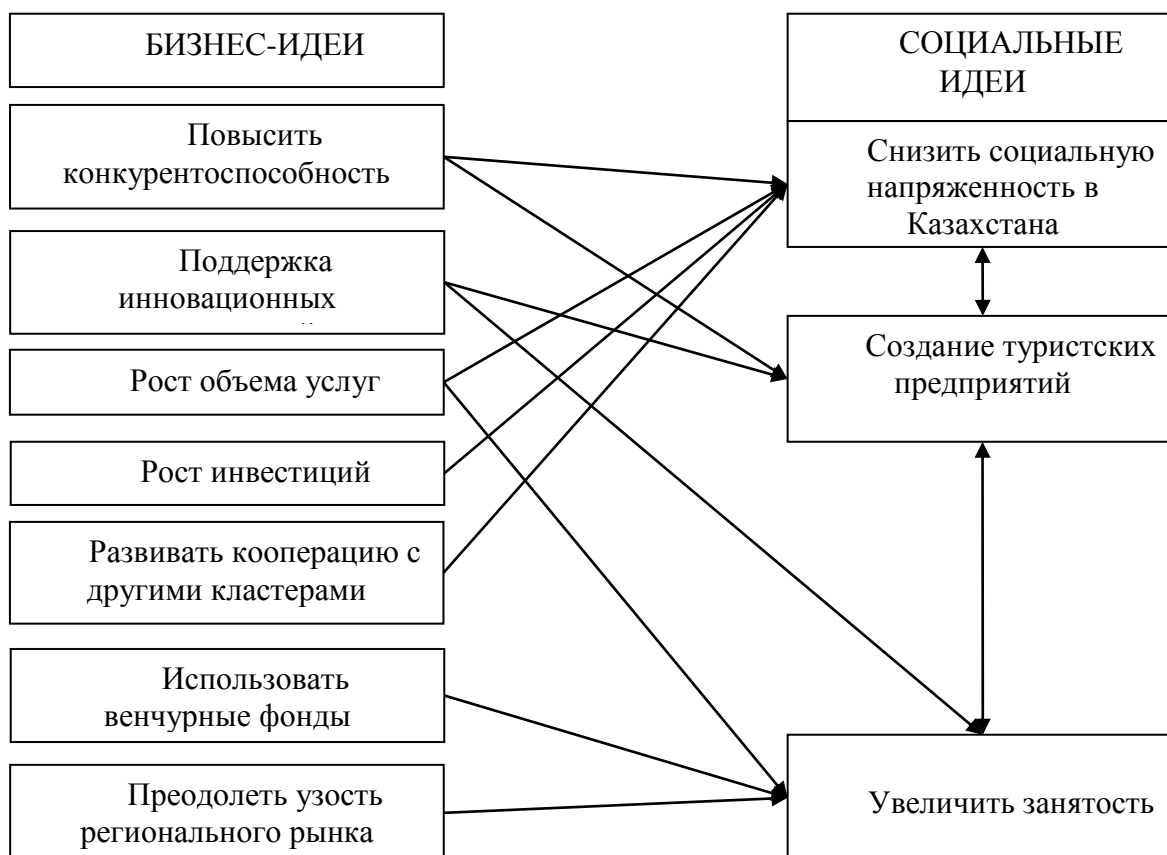 БИЗНЕС-ИДЕИ
Повысить
конкурентоспособность
Поддержка
инновационных
Рост объема услуг
Рост инвестиций
Развивать кооперацию с
другими кластерами
Использовать
венчурные фонды
Преодолеть узость
регионального рынка
СОЦИАЛЬНЫЕ
ИДЕИ
Снизить социальную
напряженность в
Казахстана
Создание туристских
предприятий
Увеличить занятость